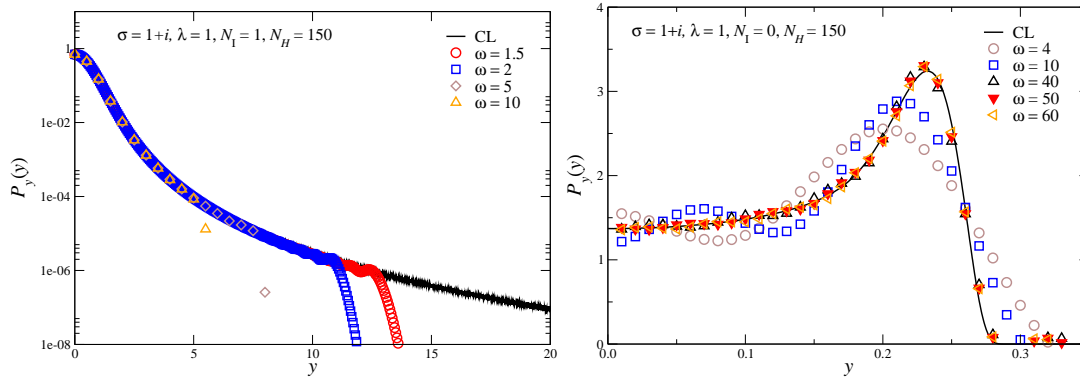 σ = 1+i, λ = 1, N_I = 1, N_H = 150
CL
ω = 1.5
ω = 2
ω = 5
ω = 10
1
1e-02
1e-04
1e-06
1e-08
P_y(y)
0 5 10 15 20
y
σ = 1+i, λ = 1, N_I = 0, N_H = 150
CL
ω = 4
ω = 10
ω = 40
ω = 50
ω = 60
4
3
2
1
0
P_y(y)
0.0 0.1 0.2 0.3
y